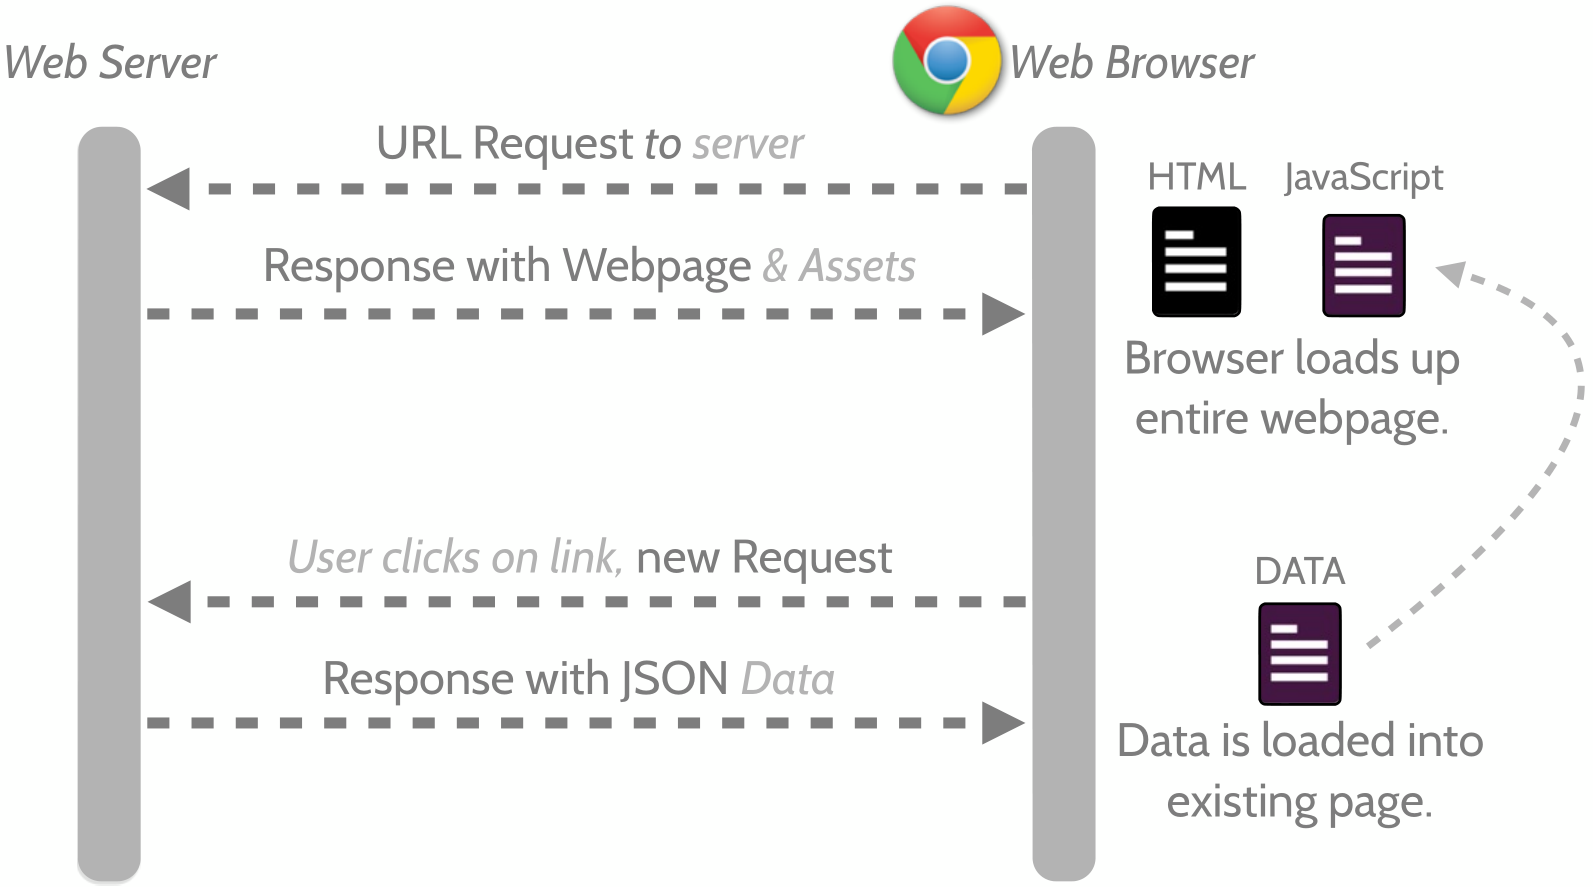 Web Server
Web Browser
URL Request to server
HTML
JavaScript
Response with Webpage & Assets
Browser loads up
entire webpage.
User clicks on link, new Request
DATA
Response with JSON Data
Data is loaded into
existing page.